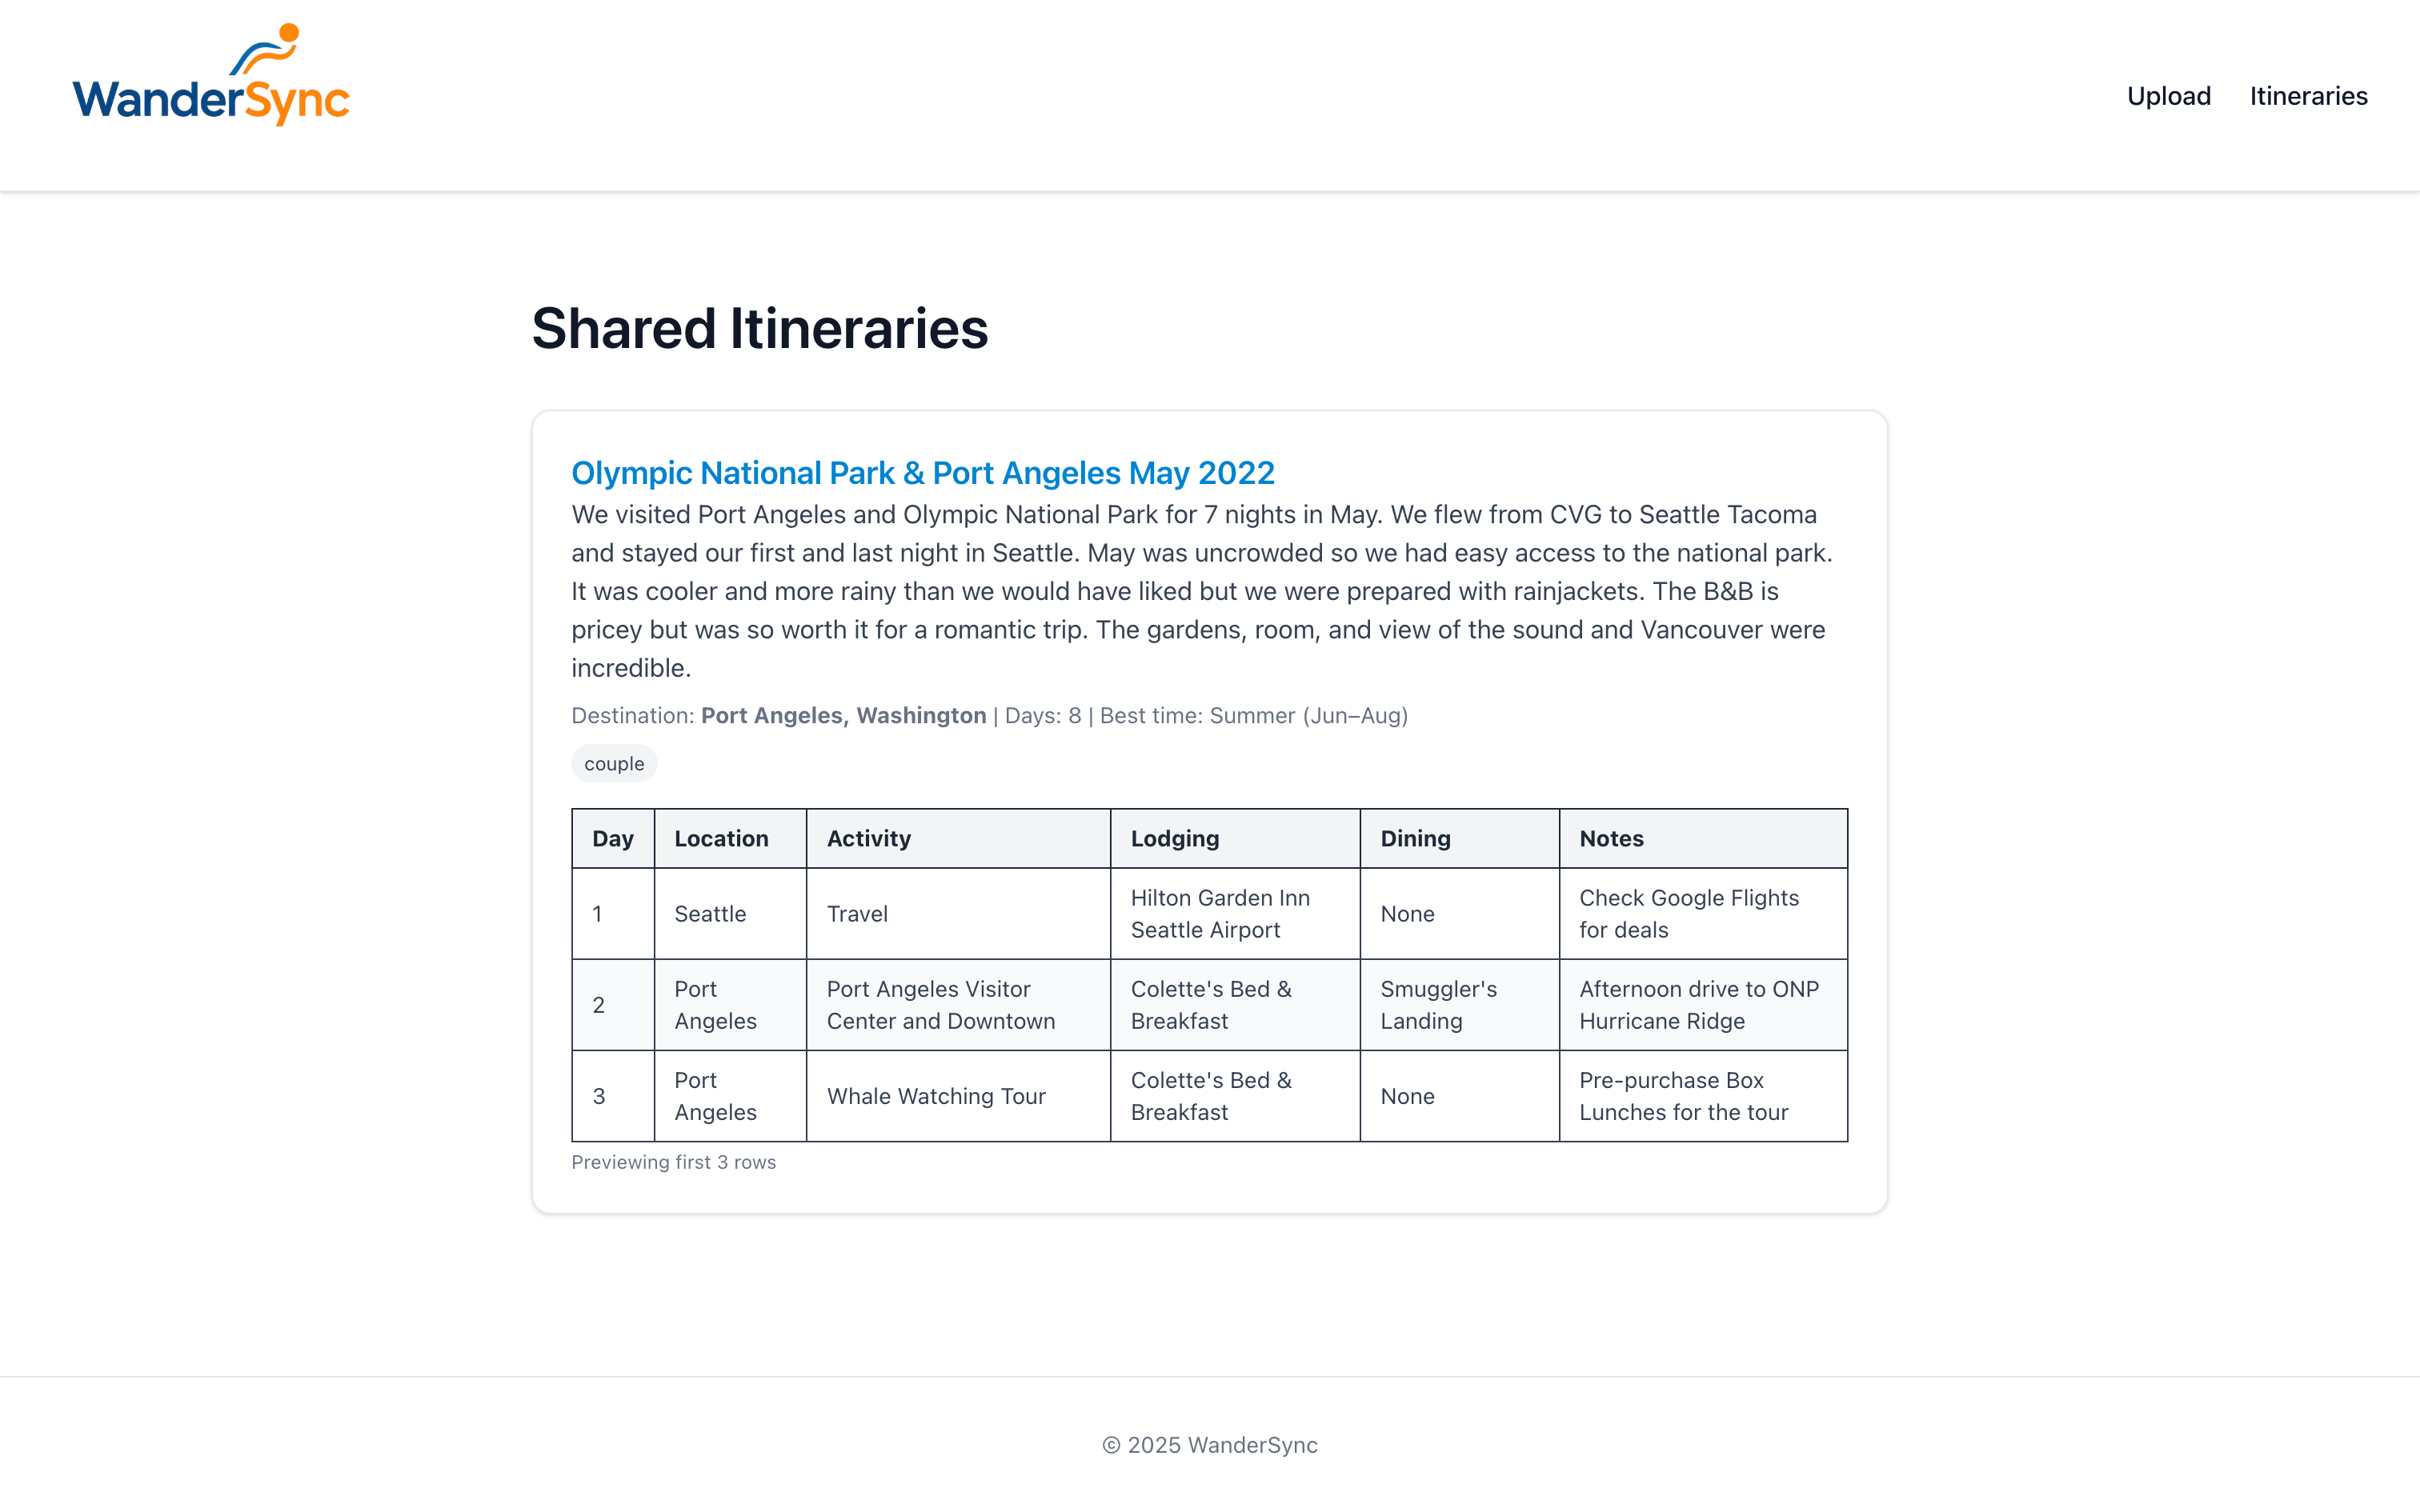 WanderSync
Upload Itineraries
Shared Itineraries
Olympic National Park & Port Angeles May 2022
We visited Port Angeles and Olympic National Park for 7 nights in May. We flew from CVG to Seattle Tacoma
and stayed our first and last night in Seattle. May was uncrowded so we had easy access to the national park.
It was cooler and more rainy than we would have liked but we were prepared with rainjackets. The B&B is
pricey but was so worth it for a romantic trip. The gardens, room, and view of the sound and Vancouver were
incredible.
Destination: Port Angeles, Washington | Days: 8 | Best time: Summer (Jun–Aug)
couple
Day Location Activity Lodging Dining Notes
1 Seattle Travel Hilton Garden Inn Seattle Airport None Check Google Flights for deals
2 Port Angeles Port Angeles Visitor Center and Downtown Colette's Bed & Breakfast Smuggler's Landing Afternoon drive to ONP Hurricane Ridge
3 Port Angeles Whale Watching Tour Colette's Bed & Breakfast None Pre-purchase Box Lunches for the tour
Previewing first 3 rows
© 2025 WanderSync